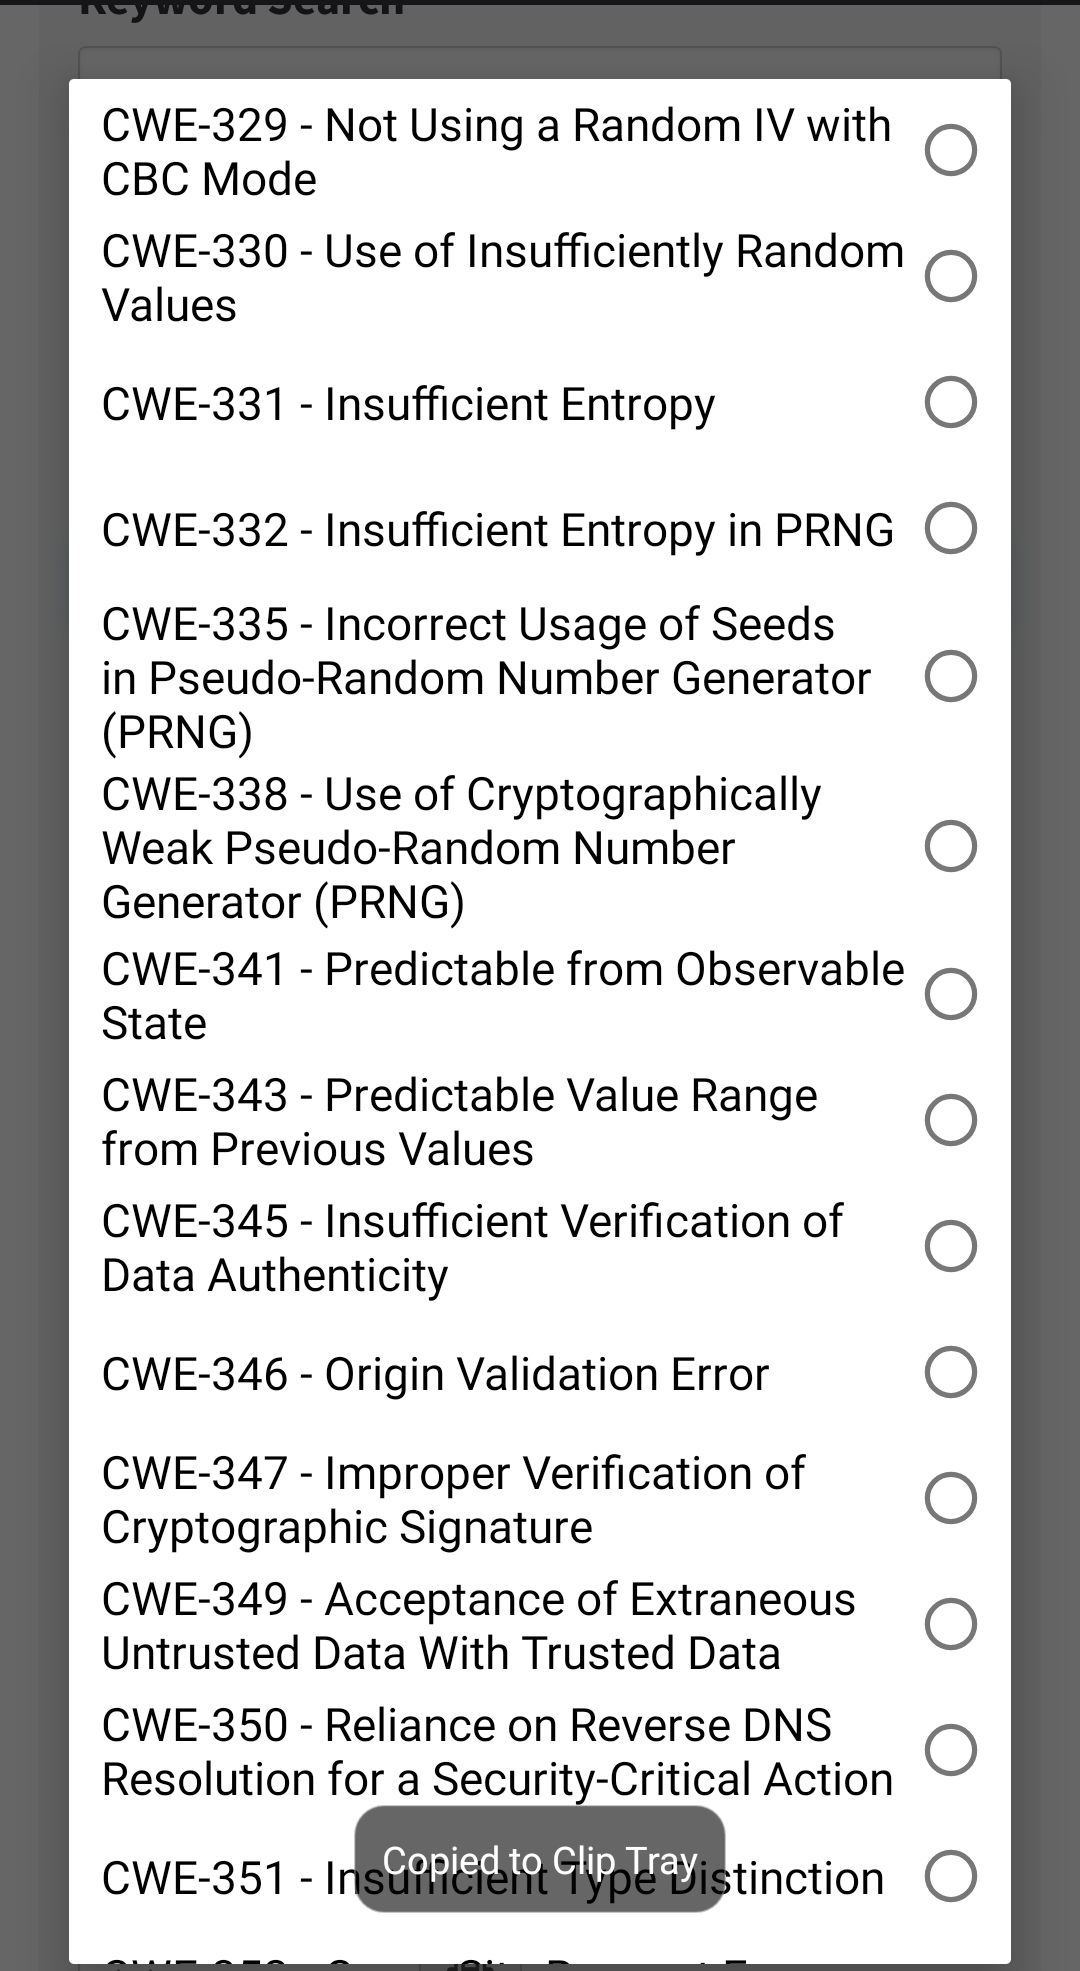 Keyword Search
CWE-329 - Not Using a Random IV with
CBC Mode
CWE-330 - Use of Insufficiently Random
Values
CWE-331 - Insufficient Entropy
CWE-332 - Insufficient Entropy in PRNG
CWE-335 - Incorrect Usage of Seeds
in Pseudo-Random Number Generator
(PRNG)
CWE-338 - Use of Cryptographically
Weak Pseudo-Random Number
Generator (PRNG)
CWE-341 - Predictable from Observable
State
CWE-343 - Predictable Value Range
from Previous Values
CWE-345 - Insufficient Verification of
Data Authenticity
CWE-346 - Origin Validation Error
CWE-347 - Improper Verification of
Cryptographic Signature
CWE-349 - Acceptance of Extraneous
Untrusted Data With Trusted Data
CWE-350 - Reliance on Reverse DNS
Resolution for a Security-Critical Action
Copied to Clip Tray
CWE-351 - Insufficient Type Distinction